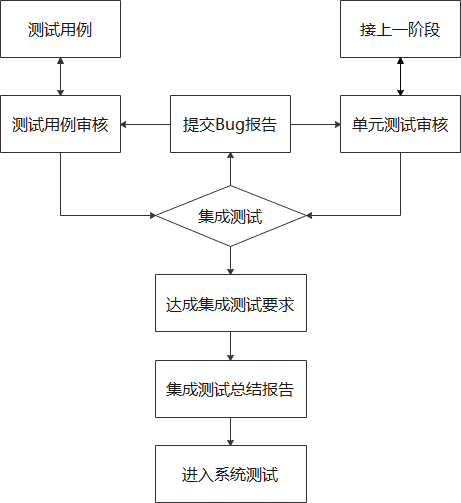 测试用例
接上一阶段
测试用例审核
提交Bug报告
单元测试审核
集成测试
达成集成测试要求
集成测试总结报告
进入系统测试